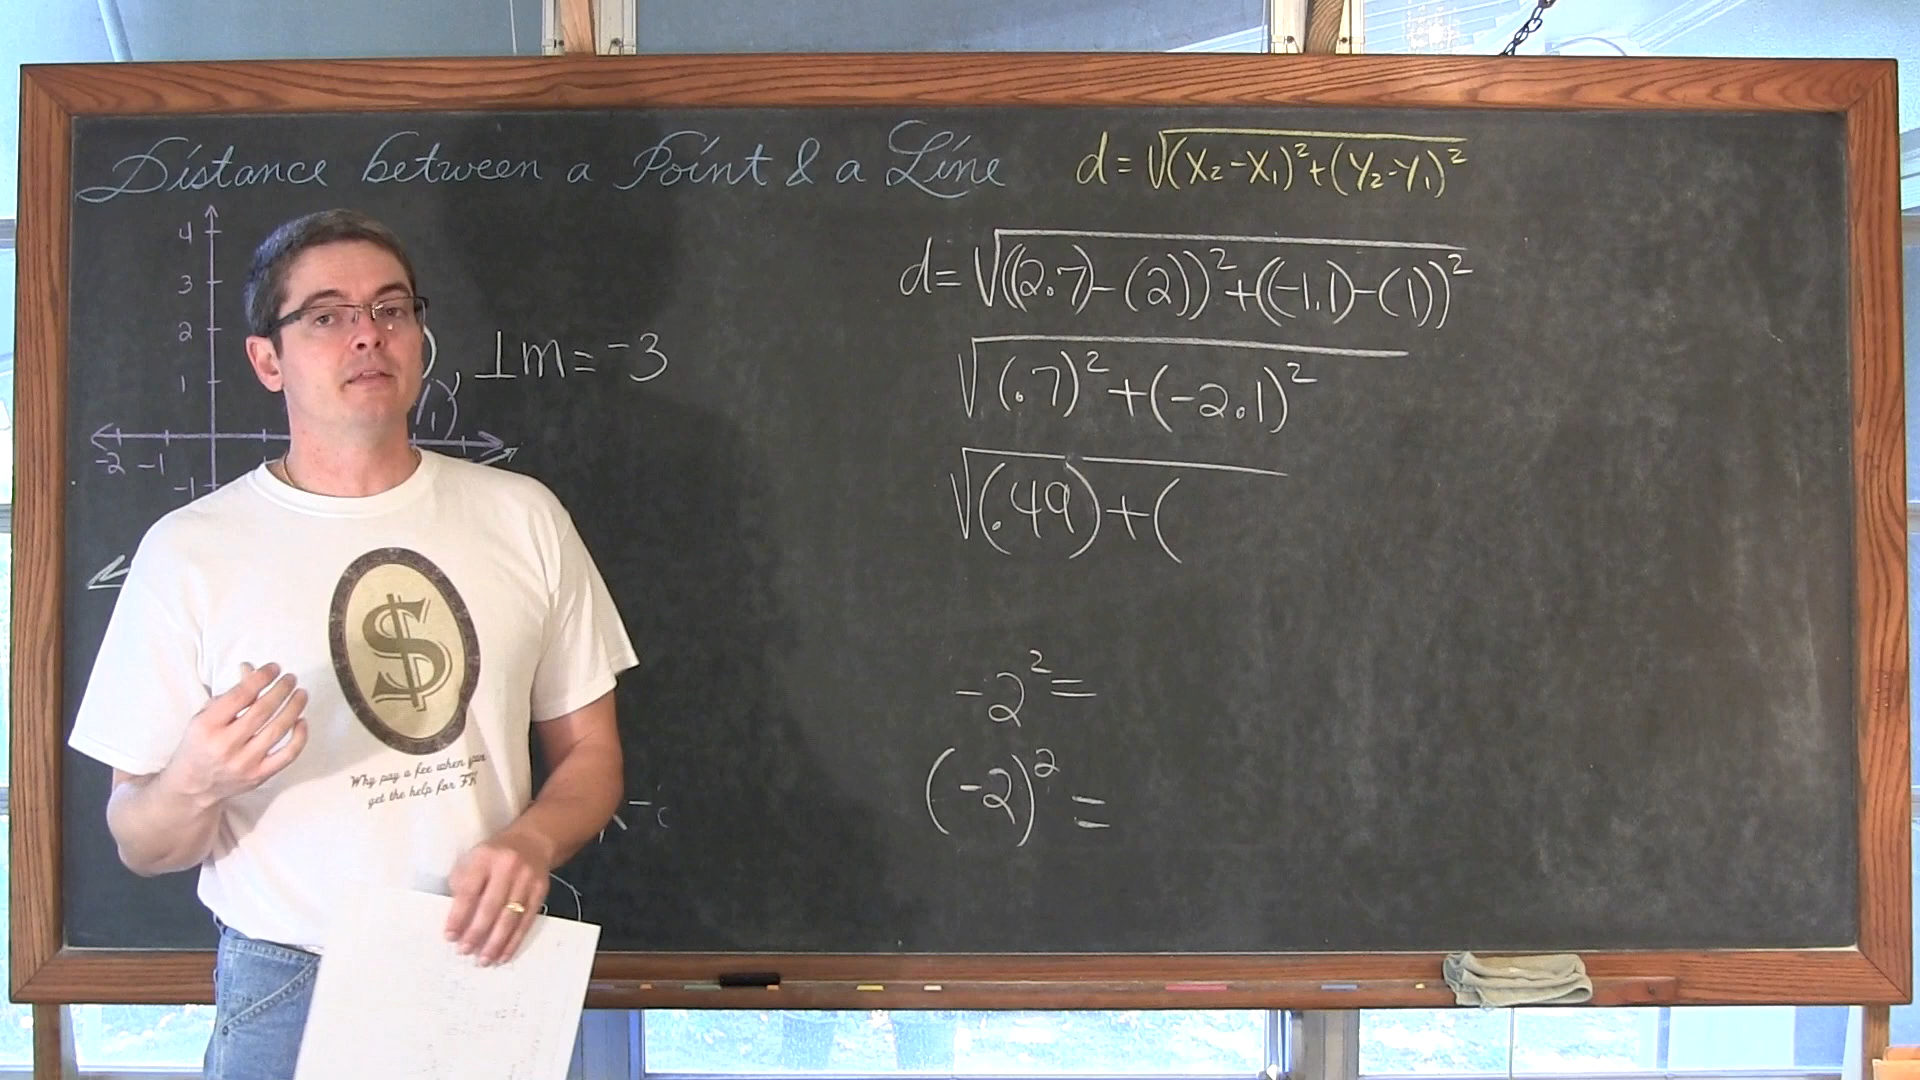 Distance between a Point & a Line
d=√(X₂-X₁)²+(Y₂-Y₁)²
4
3
2
1
-2 -1
-1
), ⊥m=⁻3
Y₁)
d=√((2.7)-(2))²+((-1.1)-(1))²
√(.7)²+(-2.1)²
√(.49)+(
-2²=
(-2)²=
$
Why pay a fee when you
get the help for FR